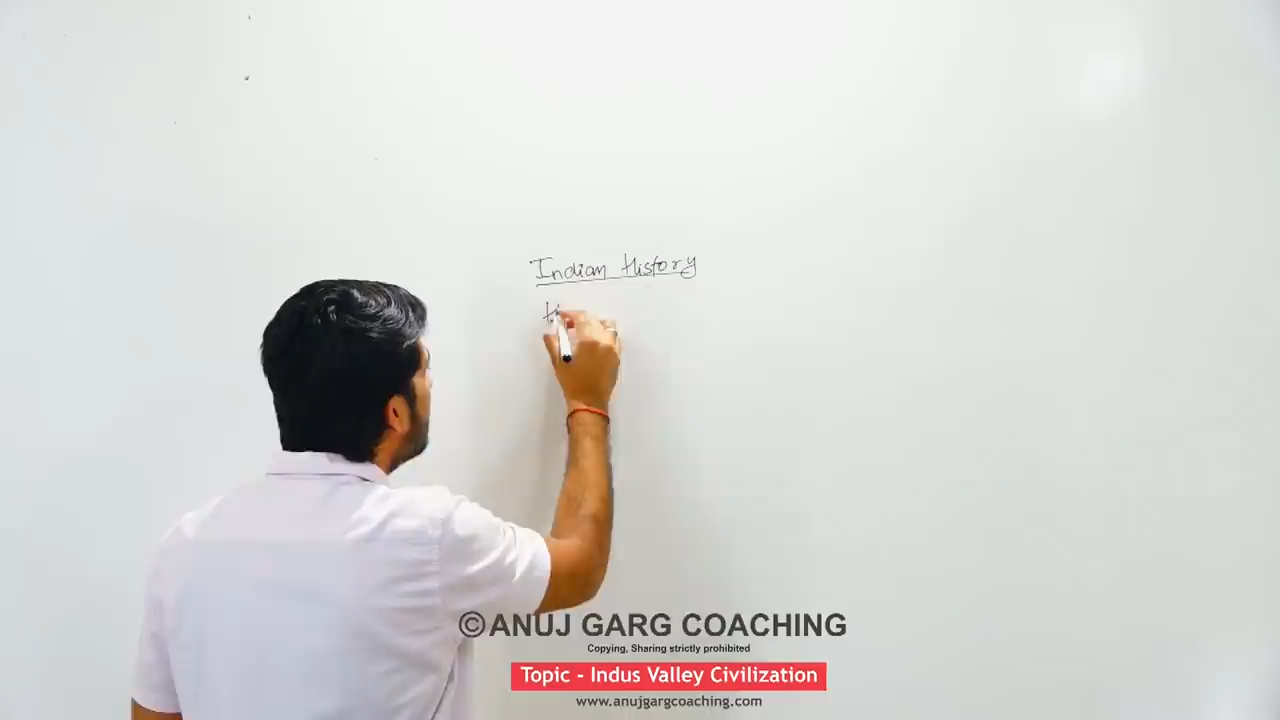 Indian History
©ANUJ GARG COACHING
Copying, Sharing strictly prohibited
Topic - Indus Valley Civilization
www.anujgargcoaching.com